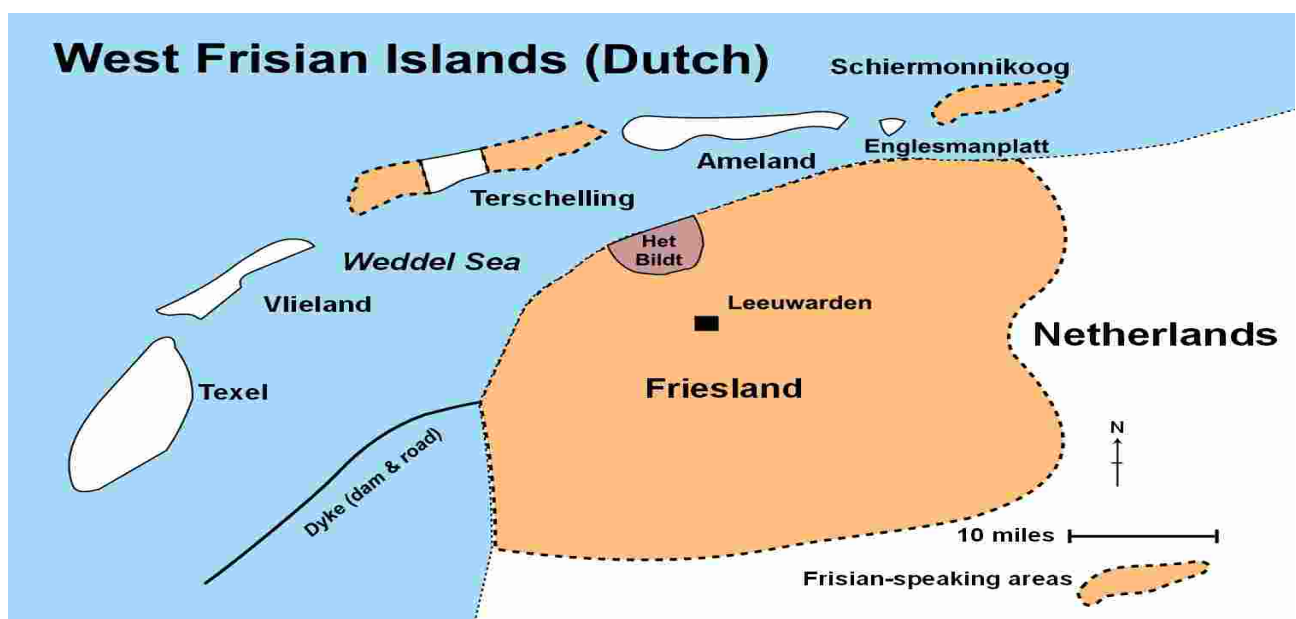 West Frisian Islands (Dutch)
Schiermonnikoog
Englesmanplatt
Ameland
Terschelling
Het
Bildt
Weddel Sea
Vlieland
Leeuwarden
Netherlands
Texel
Friesland
N
Dyke (dam & road)
10 miles
Frisian-speaking areas